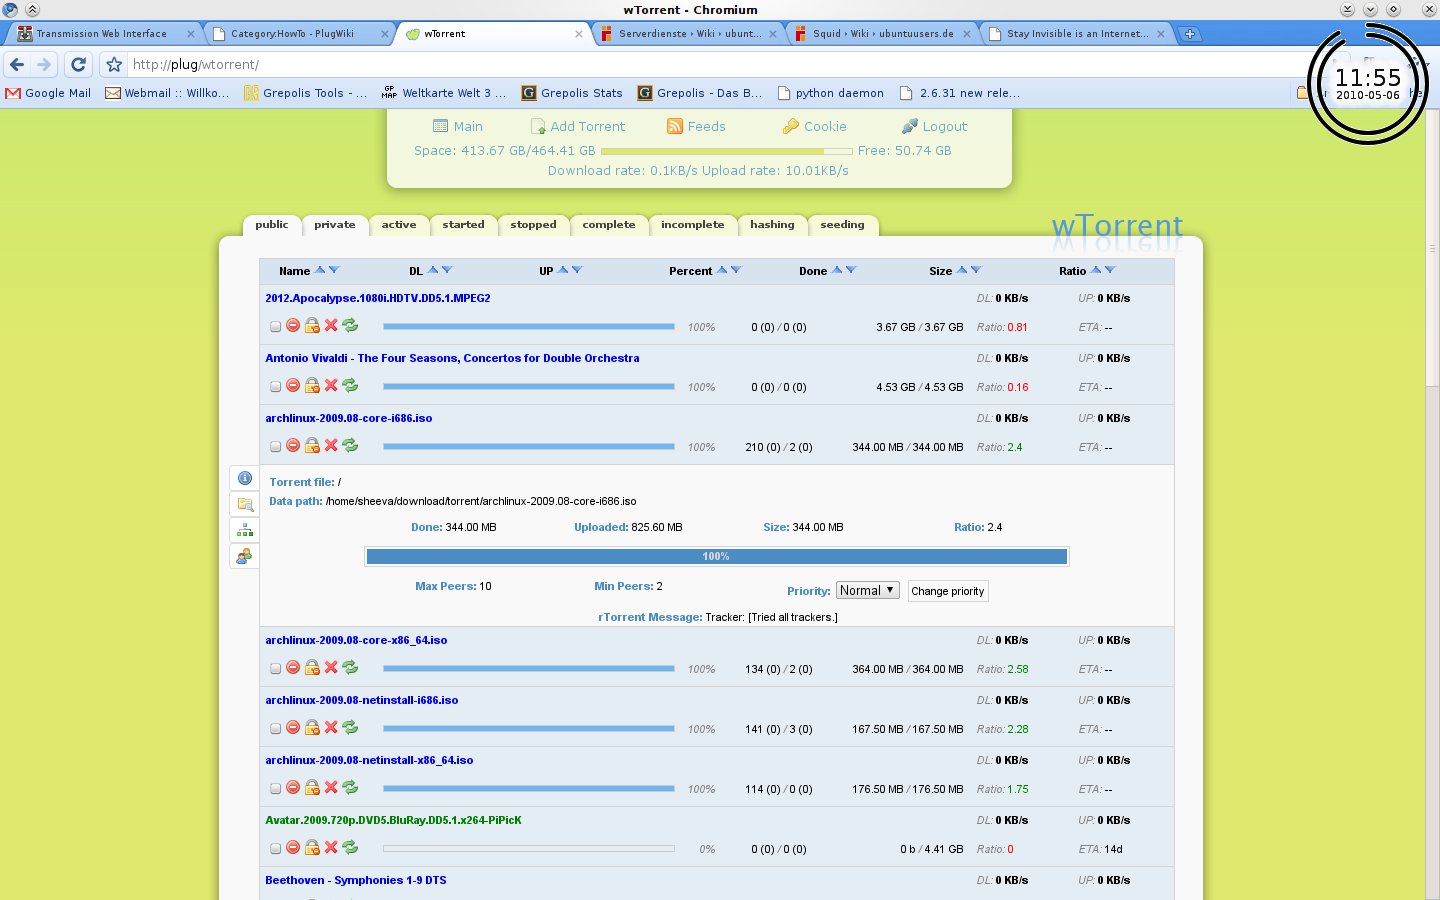 wTorrent - Chromium
Transmission Web Interface
Category:HowTo - PlugWiki
wTorrent
Serverdienste › Wiki › ubunt...
Squid › Wiki › ubuntuusers.de
Stay Invisible is an Internet...
http://plug/wtorrent/
11:55
2010-05-06
Google Mail
Webmail :: Willko...
Grepolis Tools - ...
GP MAP Weltkarte Welt 3 ...
Grepolis Stats
Grepolis - Das B...
python daemon
2.6.31 new rele...
Main Add Torrent Feeds Cookie Logout
Space: 413.67 GB/464.41 GB Free: 50.74 GB
Download rate: 0.1KB/s Upload rate: 10.01KB/s
public private active started stopped complete incomplete hashing seeding
wTorrent
Name DL UP Percent Done Size Ratio
2012.Apocalypse.1080i.HDTV.DD5.1.MPEG2 DL: 0 KB/s UP: 0 KB/s
100% 0 (0) / 0 (0) 3.67 GB / 3.67 GB Ratio: 0.81 ETA: --
Antonio Vivaldi - The Four Seasons, Concertos for Double Orchestra DL: 0 KB/s UP: 0 KB/s
100% 0 (0) / 0 (0) 4.53 GB / 4.53 GB Ratio: 0.16 ETA: --
archlinux-2009.08-core-i686.iso DL: 0 KB/s UP: 0 KB/s
100% 210 (0) / 2 (0) 344.00 MB / 344.00 MB Ratio: 2.4 ETA: --
Torrent file: /
Data path: /home/sheeva/download/torrent/archlinux-2009.08-core-i686.iso
Done: 344.00 MB Uploaded: 825.60 MB Size: 344.00 MB Ratio: 2.4
100%
Max Peers: 10 Min Peers: 2 Priority: Normal Change priority
rTorrent Message: Tracker: [Tried all trackers.]
archlinux-2009.08-core-x86_64.iso DL: 0 KB/s UP: 0 KB/s
100% 134 (0) / 2 (0) 364.00 MB / 364.00 MB Ratio: 2.58 ETA: --
archlinux-2009.08-netinstall-i686.iso DL: 0 KB/s UP: 0 KB/s
100% 141 (0) / 3 (0) 167.50 MB / 167.50 MB Ratio: 2.28 ETA: --
archlinux-2009.08-netinstall-x86_64.iso DL: 0 KB/s UP: 0 KB/s
100% 114 (0) / 0 (0) 176.50 MB / 176.50 MB Ratio: 1.75 ETA: --
Avatar.2009.720p.DVD5.BluRay.DD5.1.x264-PiPicK DL: 0 KB/s UP: 0 KB/s
0% 0 (0) / 0 (0) 0 b / 4.41 GB Ratio: 0 ETA: 14d
Beethoven - Symphonies 1-9 DTS DL: 0 KB/s UP: 0 KB/s